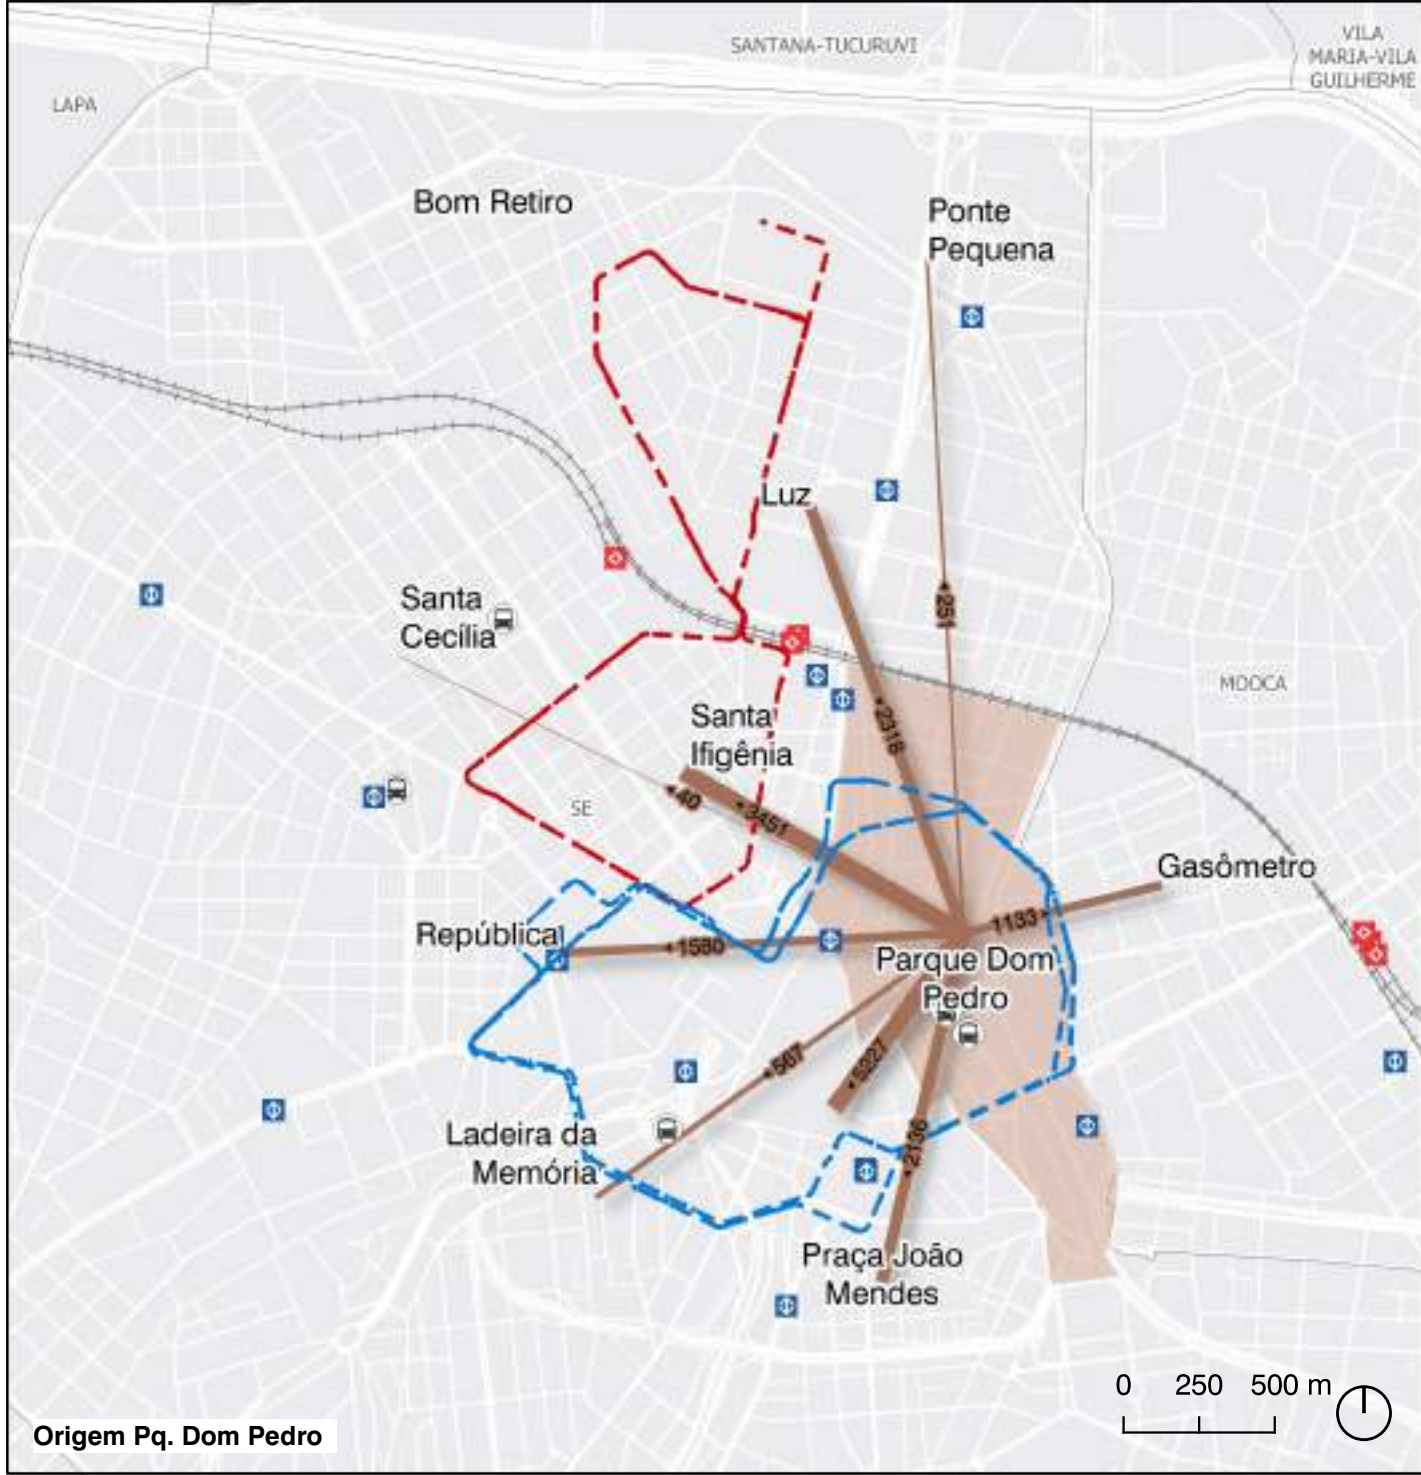 SANTANA-TUCURUVI
VILA
MARIA-VILA
GUILHERME
LAPA
Bom Retiro
Ponte
Pequena
Luz
251
Santa
Cecília
MOOCA
2316
Santa
Ifigênia
40
3451
SE
Gasômetro
1133
República
1580
Parque Dom
Pedro
567
5227
Ladeira da
Memória
2136
Praça João
Mendes
0 250 500 m
Origem Pq. Dom Pedro